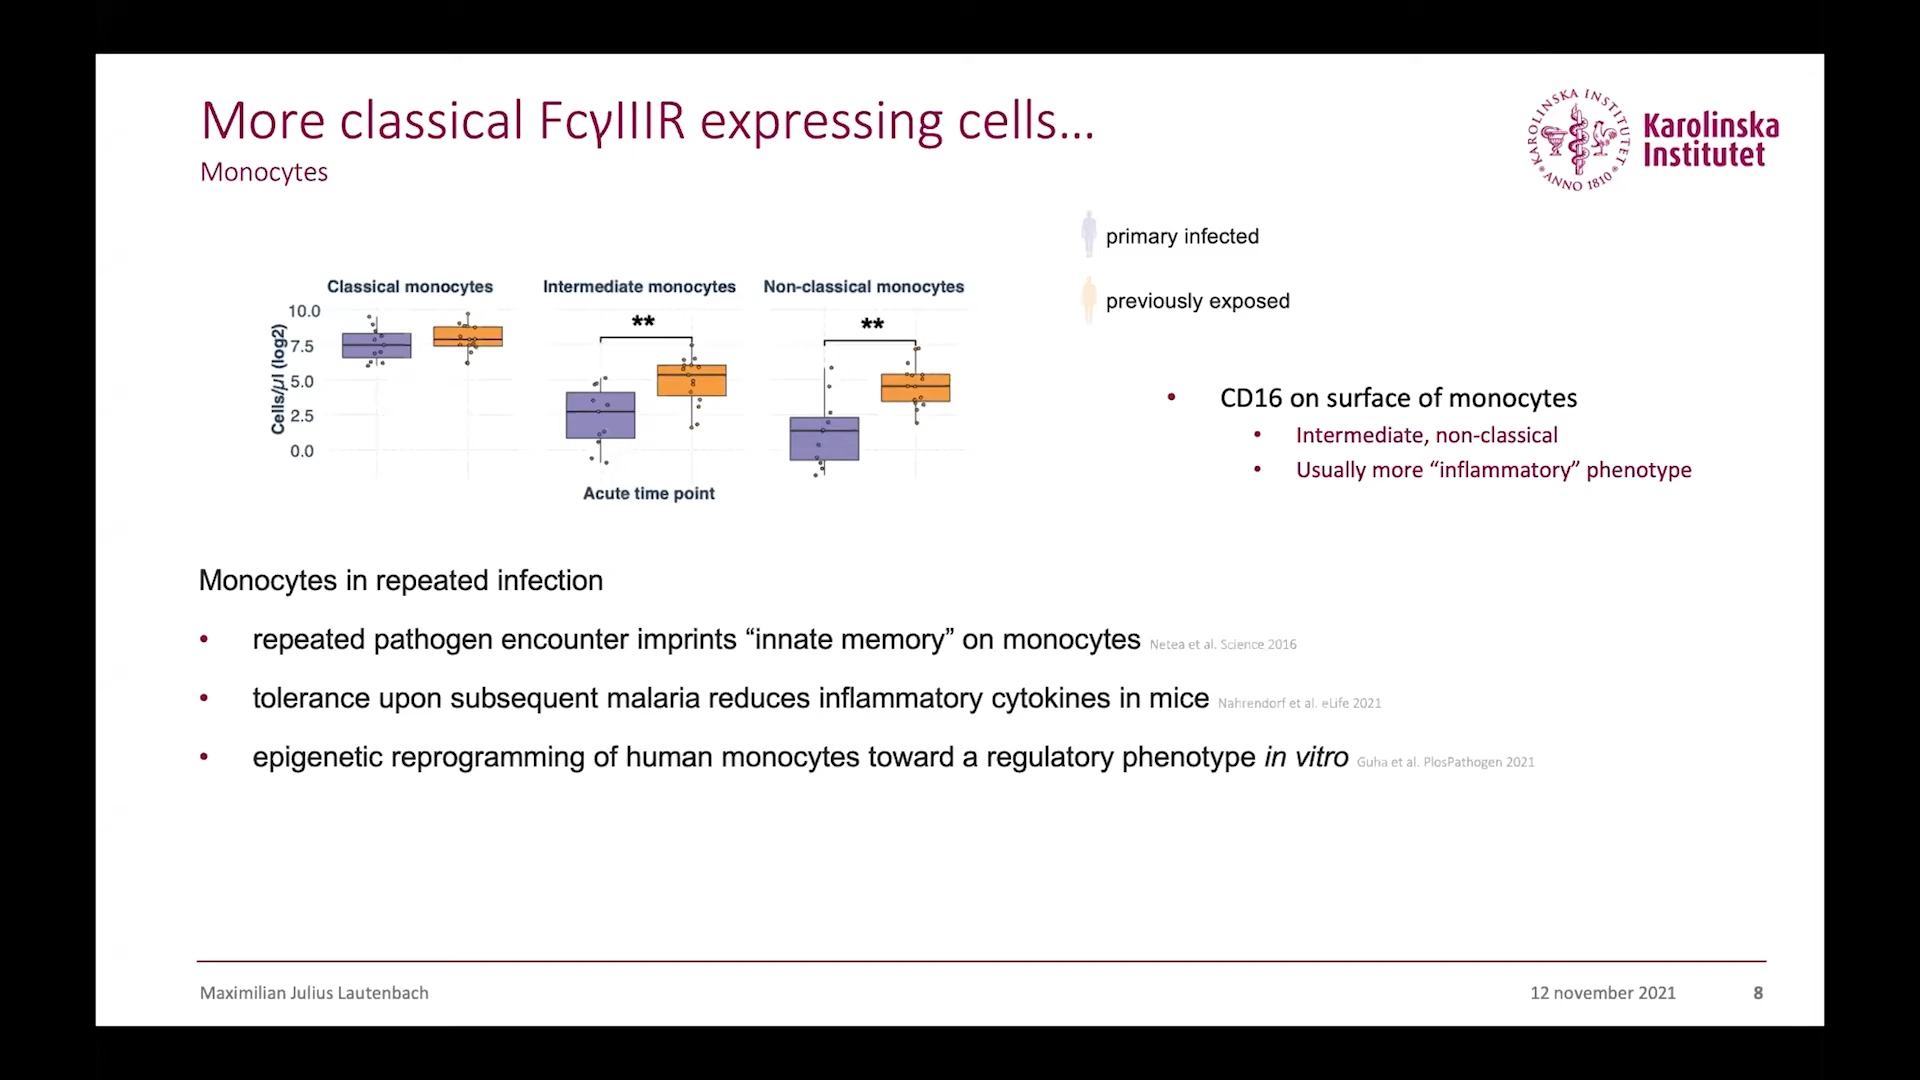 More classical FcγIIIR expressing cells...
Monocytes
KAROLINSKA INSTITUTET
ANNO 1810
Karolinska
Institutet
primary infected
previously exposed
Classical monocytes
Intermediate monocytes
Non-classical monocytes
Cells/µl (log2)
10.0
7.5
5.0
2.5
0.0
**
**
Acute time point
• CD16 on surface of monocytes
• Intermediate, non-classical
• Usually more “inflammatory” phenotype
Monocytes in repeated infection
• repeated pathogen encounter imprints “innate memory” on monocytes Netea et al. Science 2016
• tolerance upon subsequent malaria reduces inflammatory cytokines in mice Nahrendorf et al. eLife 2021
• epigenetic reprogramming of human monocytes toward a regulatory phenotype in vitro Guha et al. PlosPathogen 2021
Maximilian Julius Lautenbach
12 november 2021
8